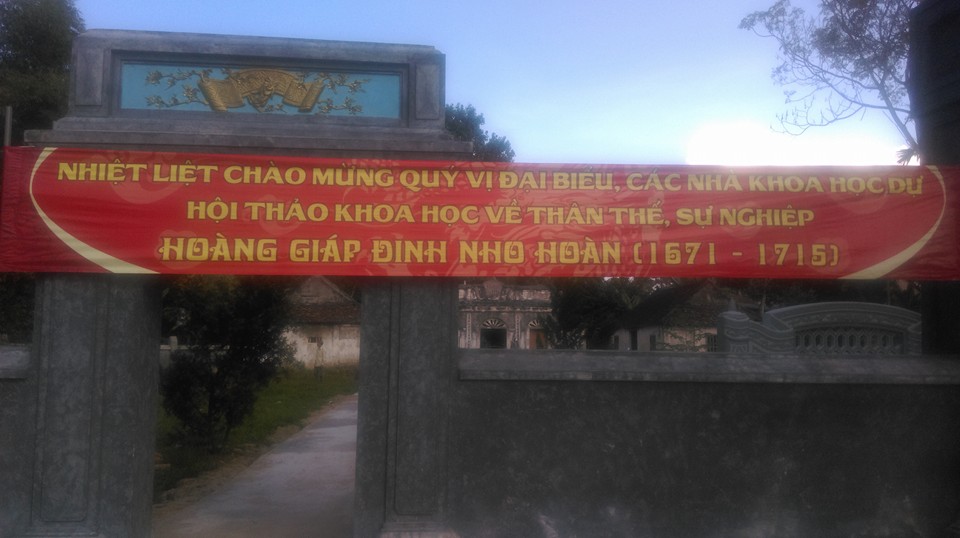 NHIỆT LIỆT CHÀO MỪNG QUÝ VỊ ĐẠI BIỂU, CÁC NHÀ KHOA HỌC DỰ
HỘI THẢO KHOA HỌC VỀ THÂN THẾ, SỰ NGHIỆP
HOÀNG GIÁP ĐINH NHO HOÀN (1671 - 1715)